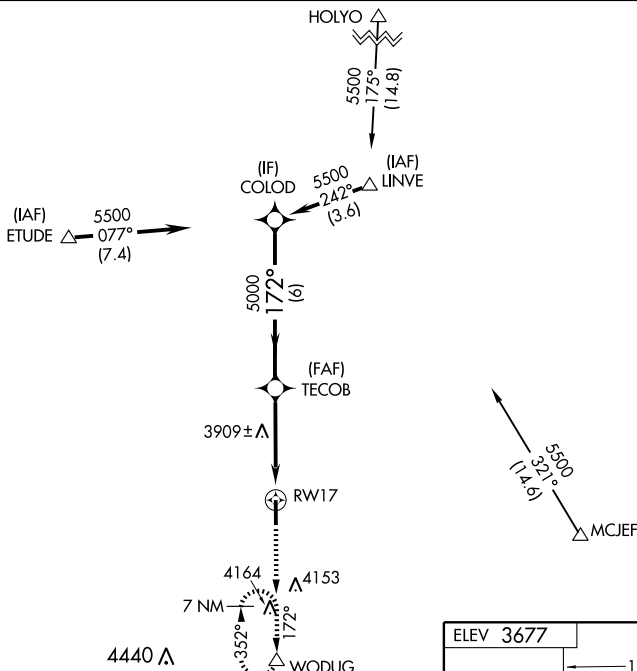 HOLYO
5500
175°
(14.8)
(IAF)
LINVE
5500
242°
(3.6)
(IF)
COLOD
(IAF)
ETUDE
5500
077°
(7.4)
5000
172°
(6)
(FAF)
TECOB
3909±
RW17
5500
321°
(14.6)
MCJEF
4153
4164
7 NM
352°
172°
4440
WODUG
ELEV 3677
1